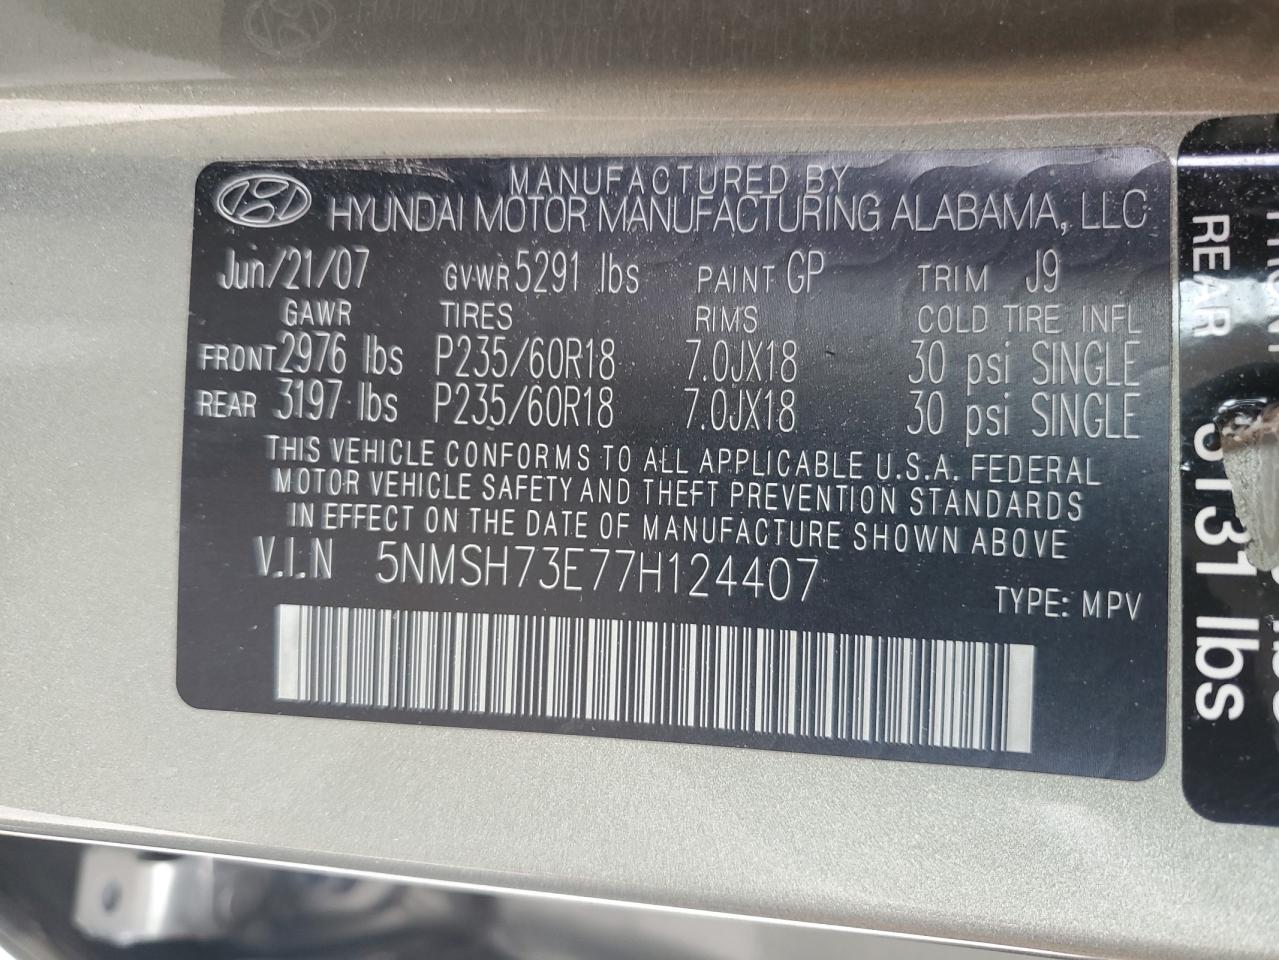 MANUFACTURED BY
HYUNDAI MOTOR MANUFACTURING ALABAMA, LLC
Jun/21/07 GVWR 5291 lbs PAINT GP TRIM J9
GAWR TIRES RIMS COLD TIRE INFL
FRONT 2976 lbs P235/60R18 7.0JX18 30 psi SINGLE
REAR 3197 lbs P235/60R18 7.0JX18 30 psi SINGLE
THIS VEHICLE CONFORMS TO ALL APPLICABLE U.S.A. FEDERAL
MOTOR VEHICLE SAFETY AND THEFT PREVENTION STANDARDS
IN EFFECT ON THE DATE OF MANUFACTURE SHOWN ABOVE
V.I.N 5NMSH73E77H124407
TYPE: MPV
REAR
lbs